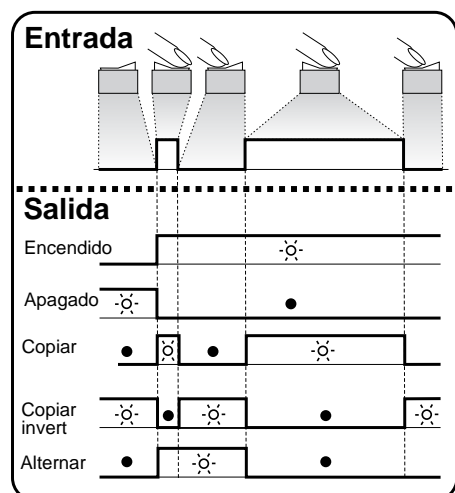 Entrada
Salida
Encendido
Apagado
Copiar
Copiar
invert
Alternar